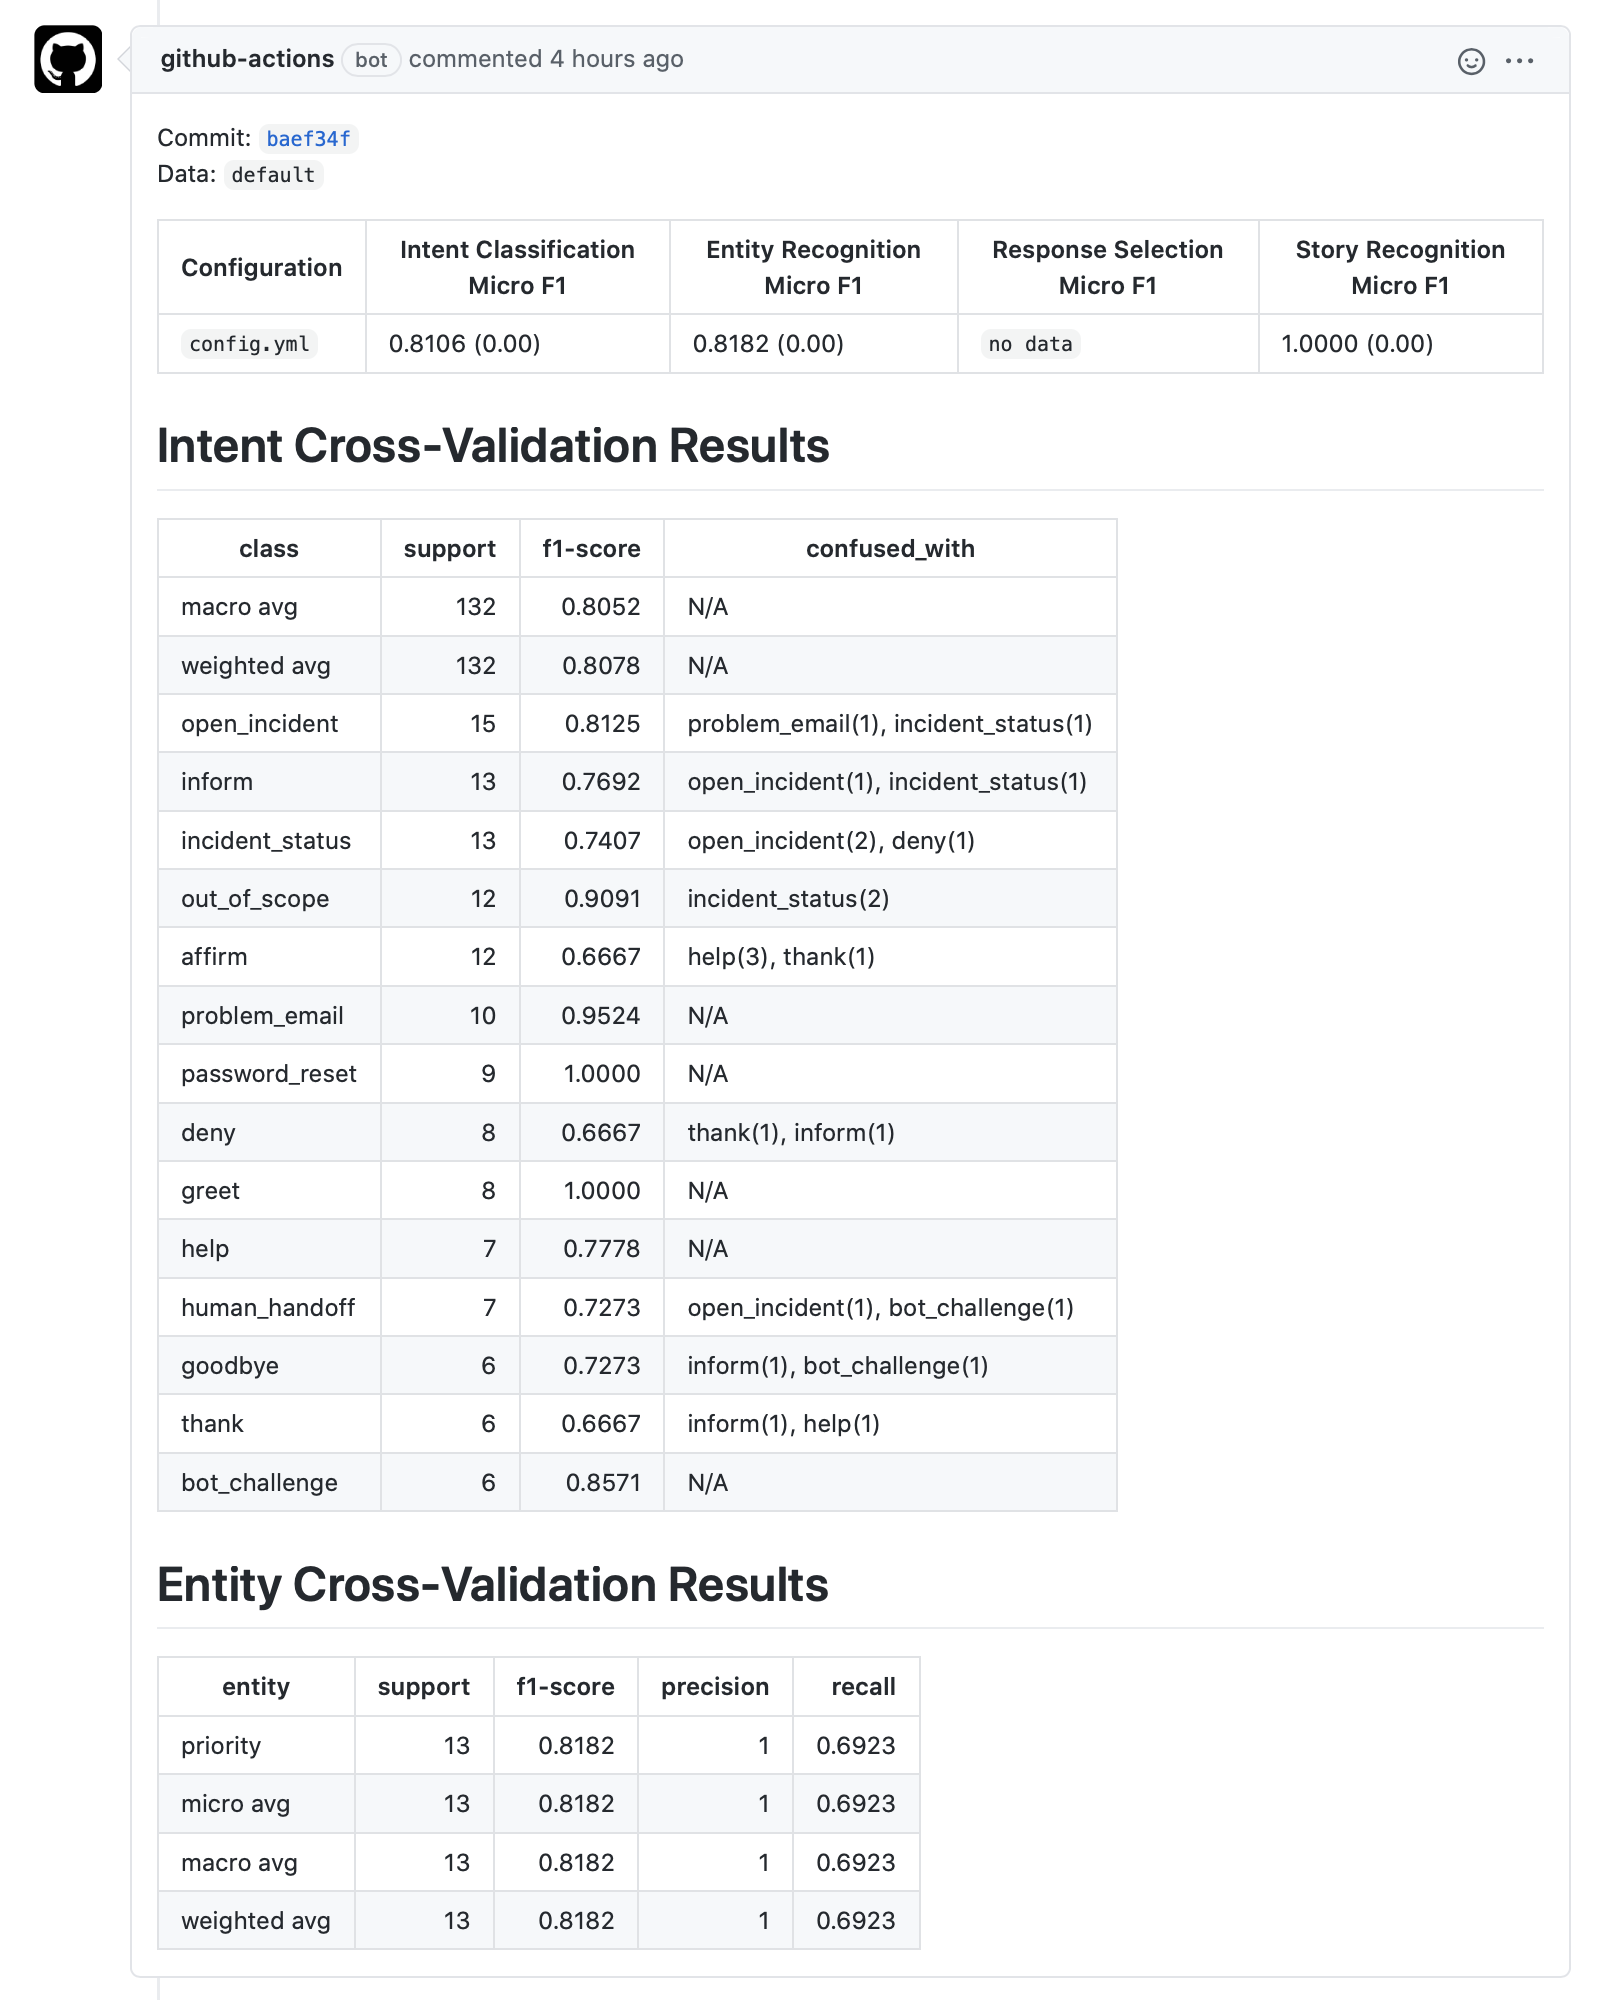 github-actions bot commented 4 hours ago
Commit: baef34f
Data: default
Configuration Intent Classification Micro F1 Entity Recognition Micro F1 Response Selection Micro F1 Story Recognition Micro F1
config.yml 0.8106 (0.00) 0.8182 (0.00) no data 1.0000 (0.00)
Intent Cross-Validation Results
class support f1-score confused_with
macro avg 132 0.8052 N/A
weighted avg 132 0.8078 N/A
open_incident 15 0.8125 problem_email(1), incident_status(1)
inform 13 0.7692 open_incident(1), incident_status(1)
incident_status 13 0.7407 open_incident(2), deny(1)
out_of_scope 12 0.9091 incident_status(2)
affirm 12 0.6667 help(3), thank(1)
problem_email 10 0.9524 N/A
password_reset 9 1.0000 N/A
deny 8 0.6667 thank(1), inform(1)
greet 8 1.0000 N/A
help 7 0.7778 N/A
human_handoff 7 0.7273 open_incident(1), bot_challenge(1)
goodbye 6 0.7273 inform(1), bot_challenge(1)
thank 6 0.6667 inform(1), help(1)
bot_challenge 6 0.8571 N/A
Entity Cross-Validation Results
entity support f1-score precision recall
priority 13 0.8182 1 0.6923
micro avg 13 0.8182 1 0.6923
macro avg 13 0.8182 1 0.6923
weighted avg 13 0.8182 1 0.6923